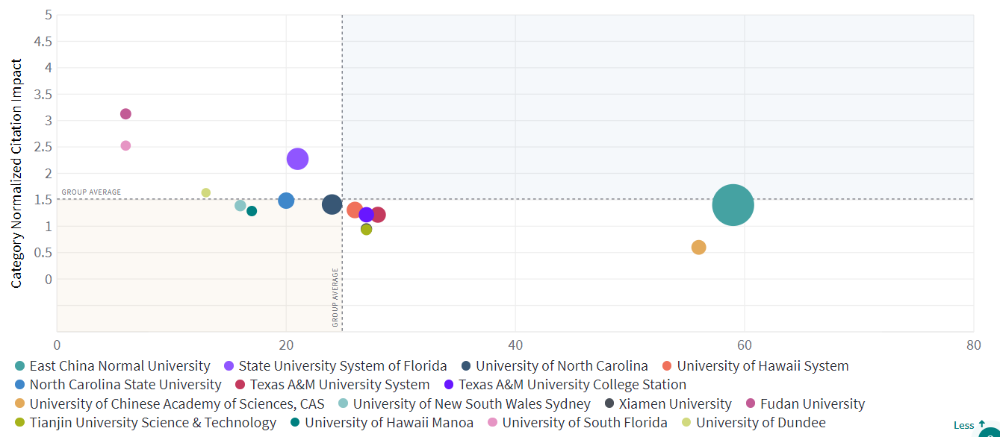 Category Normalized Citation Impact
5
4.5
4
3.5
3
2.5
2
1.5
1
0.5
0
GROUP AVERAGE
GROUP AVERAGE
0 20 40 60 80
East China Normal University State University System of Florida University of North Carolina University of Hawaii System
North Carolina State University Texas A&M University System Texas A&M University College Station
University of Chinese Academy of Sciences, CAS University of New South Wales Sydney Xiamen University Fudan University
Tianjin University Science & Technology University of Hawaii Manoa University of South Florida University of Dundee
Less